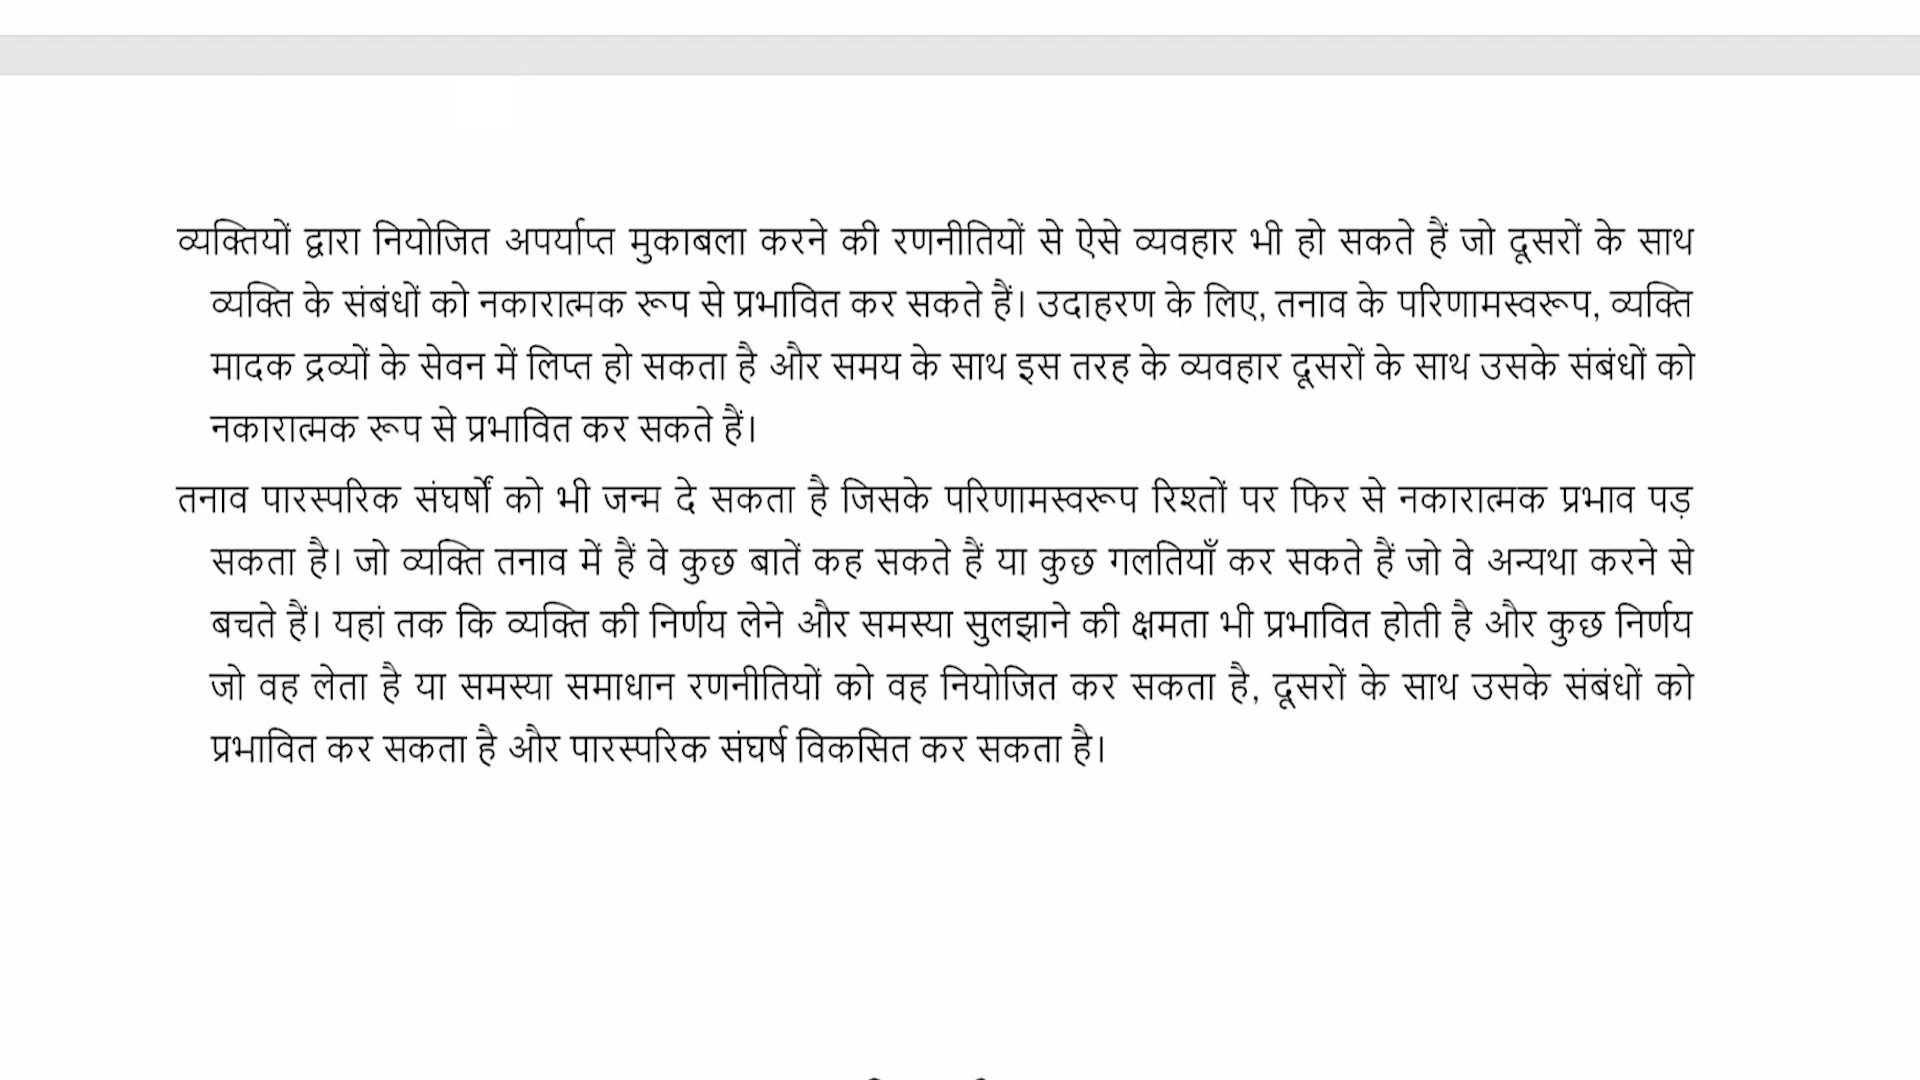 व्यक्तियों द्वारा नियोजित अपर्याप्त मुकाबला करने की रणनीतियों से ऐसे व्यवहार भी हो सकते हैं जो दूसरों के साथ
व्यक्ति के संबंधों को नकारात्मक रूप से प्रभावित कर सकते हैं। उदाहरण के लिए, तनाव के परिणामस्वरूप, व्यक्ति
मादक द्रव्यों के सेवन में लिप्त हो सकता है और समय के साथ इस तरह के व्यवहार दूसरों के साथ उसके संबंधों को
नकारात्मक रूप से प्रभावित कर सकते हैं।
तनाव पारस्परिक संघर्षों को भी जन्म दे सकता है जिसके परिणामस्वरूप रिश्तों पर फिर से नकारात्मक प्रभाव पड़
सकता है। जो व्यक्ति तनाव में हैं वे कुछ बातें कह सकते हैं या कुछ गलतियाँ कर सकते हैं जो वे अन्यथा करने से
बचते हैं। यहां तक कि व्यक्ति की निर्णय लेने और समस्या सुलझाने की क्षमता भी प्रभावित होती है और कुछ निर्णय
जो वह लेता है या समस्या समाधान रणनीतियों को वह नियोजित कर सकता है, दूसरों के साथ उसके संबंधों को
प्रभावित कर सकता है और पारस्परिक संघर्ष विकसित कर सकता है।